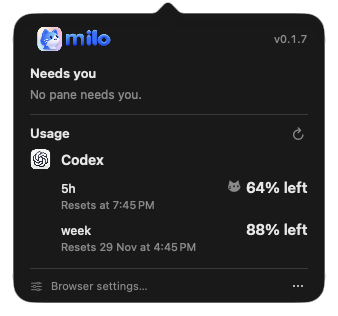 milo v0.1.7
Needs you
No pane needs you.
Usage
Codex
5h 64% left
Resets at 7:45 PM
week 88% left
Resets 29 Nov at 4:45 PM
Browser settings...